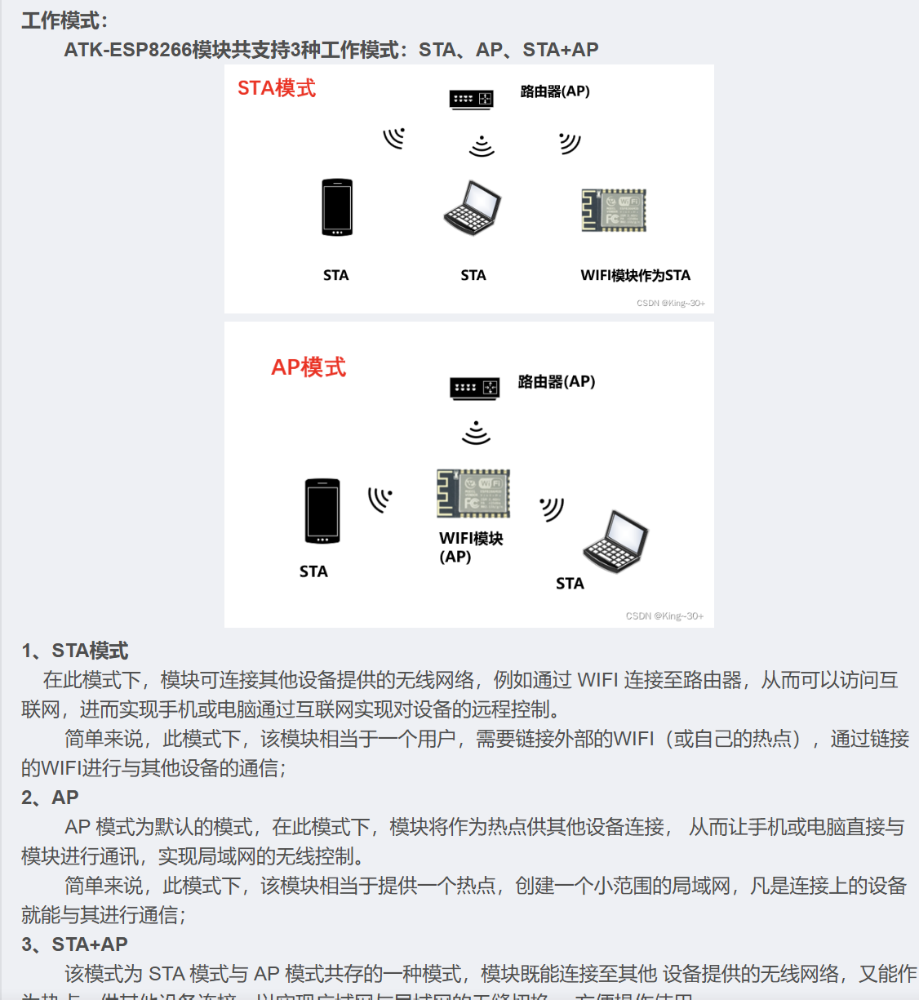 工作模式：
ATK-ESP8266模块共支持3种工作模式：STA、AP、STA+AP
STA模式
路由器(AP)
STA
STA
WIFI模块作为STA
CSDN @King~30+
AP模式
路由器(AP)
WIFI模块
(AP)
STA
STA
CSDN @King~30+
1、STA模式
在此模式下，模块可连接其他设备提供的无线网络，例如通过 WIFI 连接至路由器，从而可以访问互
联网，进而实现手机或电脑通过互联网实现对设备的远程控制。
简单来说，此模式下，该模块相当于一个用户，需要链接外部的WIFI（或自己的热点），通过链接
的WIFI进行与其他设备的通信；
2、AP
AP 模式为默认的模式，在此模式下，模块将作为热点供其他设备连接， 从而让手机或电脑直接与
模块进行通讯，实现局域网的无线控制。
简单来说，此模式下，该模块相当于提供一个热点，创建一个小范围的局域网，凡是连接上的设备
就能与其进行通信；
3、STA+AP
该模式为 STA 模式与 AP 模式共存的一种模式，模块既能连接至其他 设备提供的无线网络，又能作
为热点，供其他设备连接，以实现广域网与局域网的无缝切换，方便操作使用